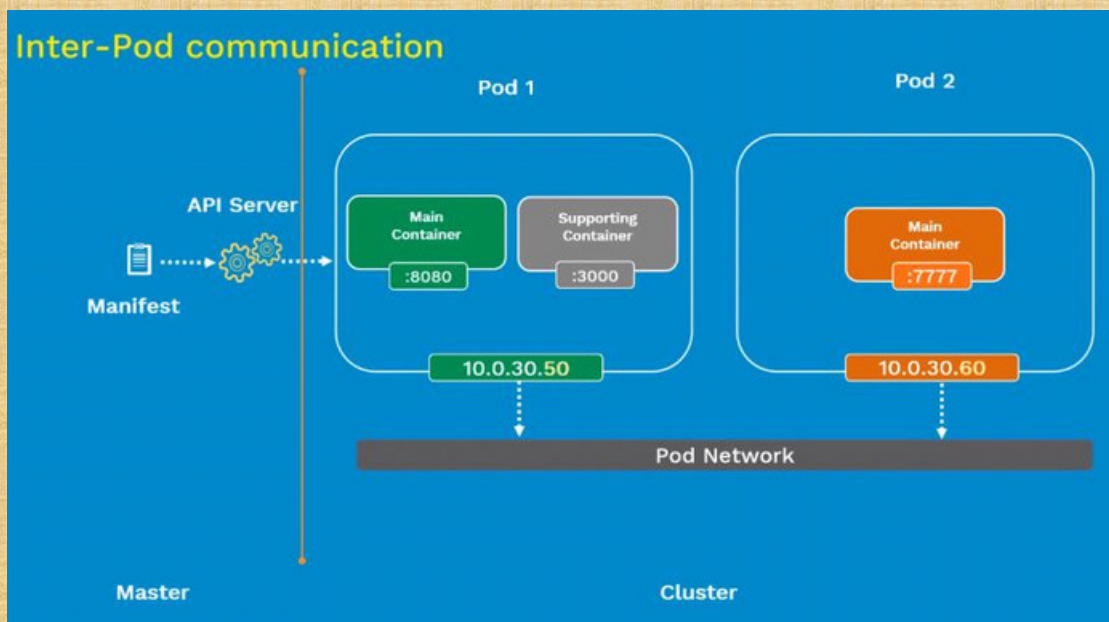 Inter-Pod communication
Pod 1
Pod 2
API Server
Manifest
Main
Container
:8080
Supporting
Container
:3000
Main
Container
:7777
10.0.30.50
10.0.30.60
Pod Network
Master
Cluster